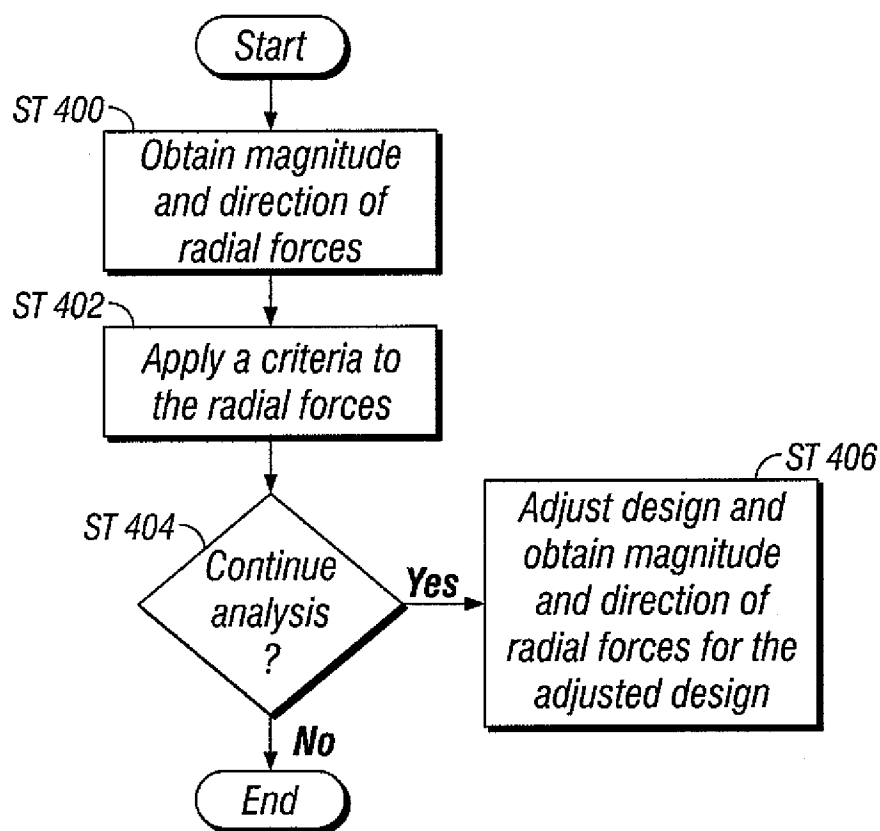 Start
ST 400
Obtain magnitude
and direction of
radial forces
ST 402
Apply a criteria to
the radial forces
ST 404
Continue
analysis
?
Yes
ST 406
Adjust design and
obtain magnitude
and direction of
radial forces for the
adjusted design
No
End